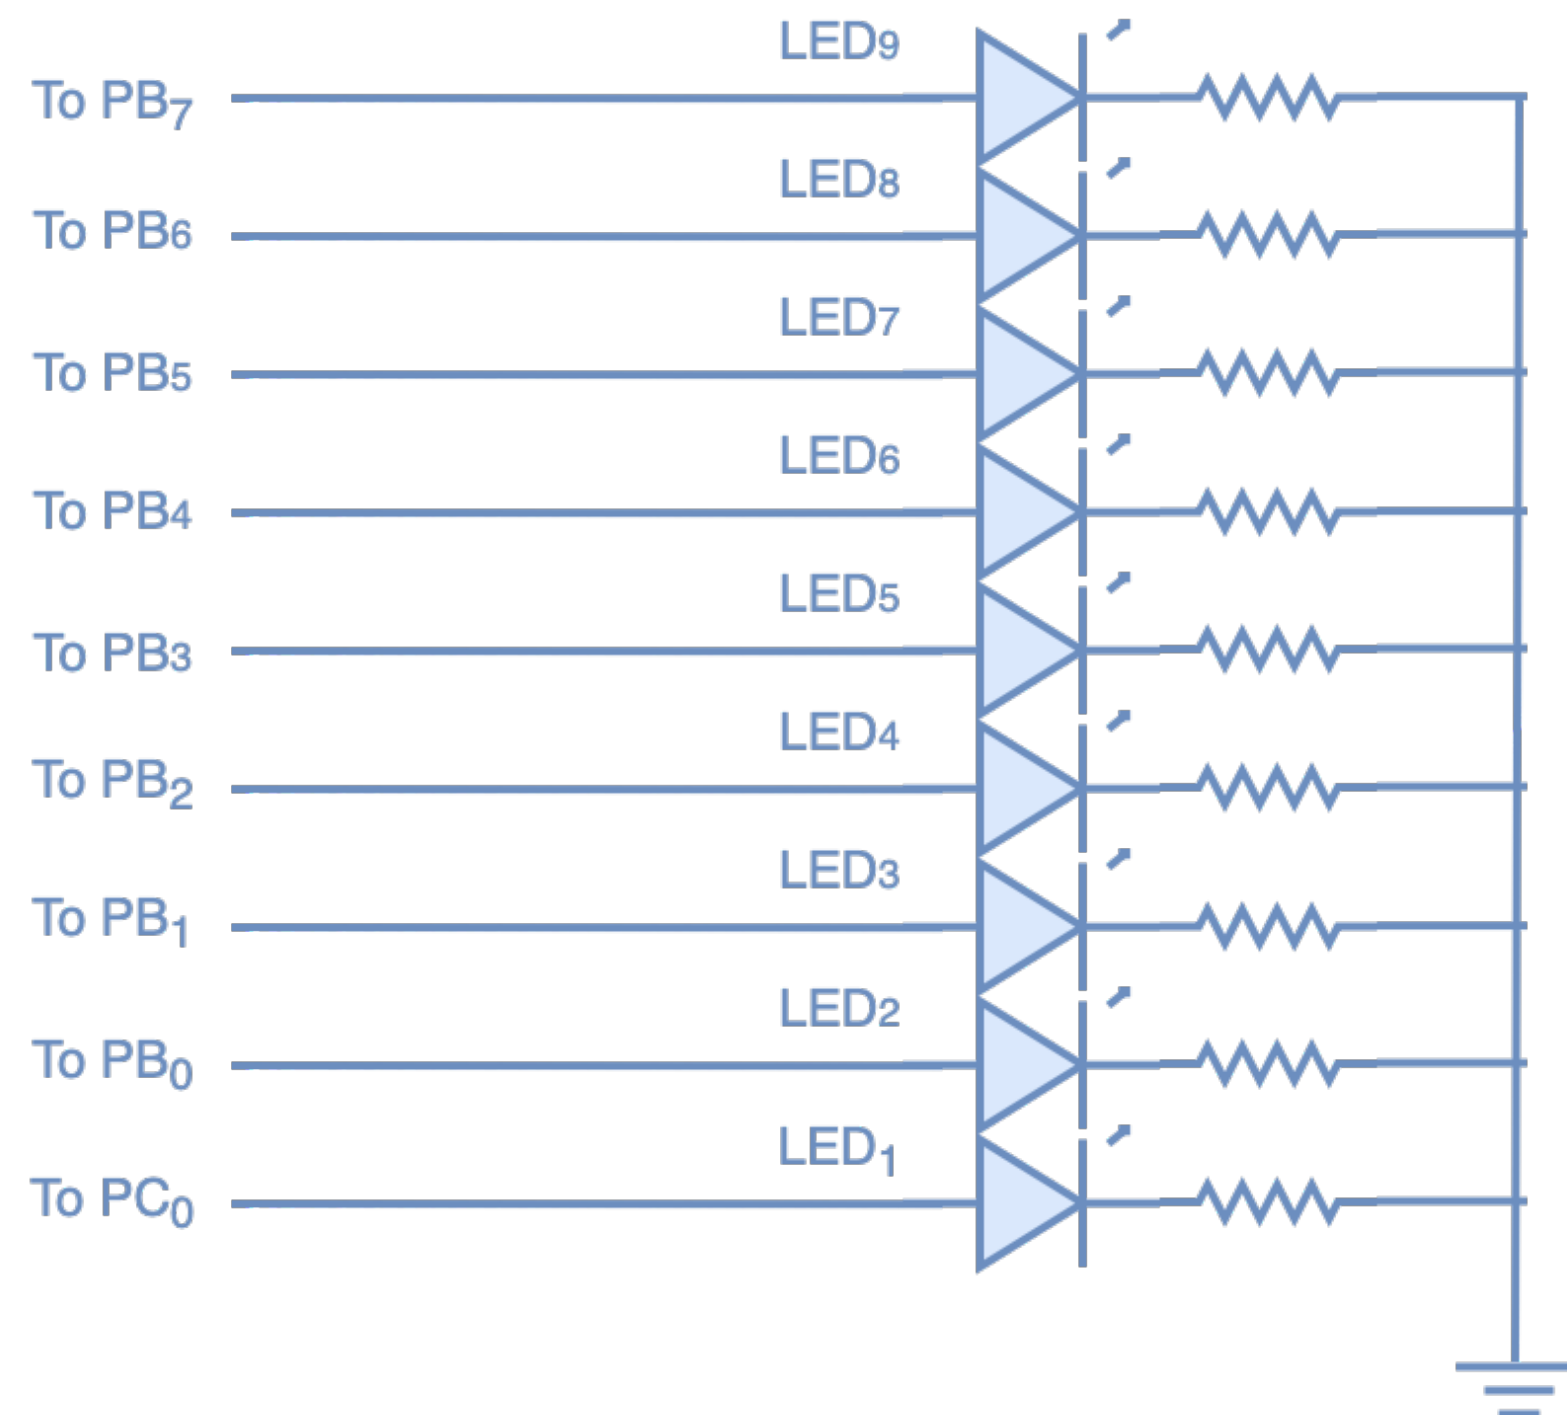 LED9
To PB7
LED8
To PB6
LED7
To PB5
LED6
To PB4
LED5
To PB3
LED4
To PB2
LED3
To PB1
LED2
To PB0
LED1
To PC0